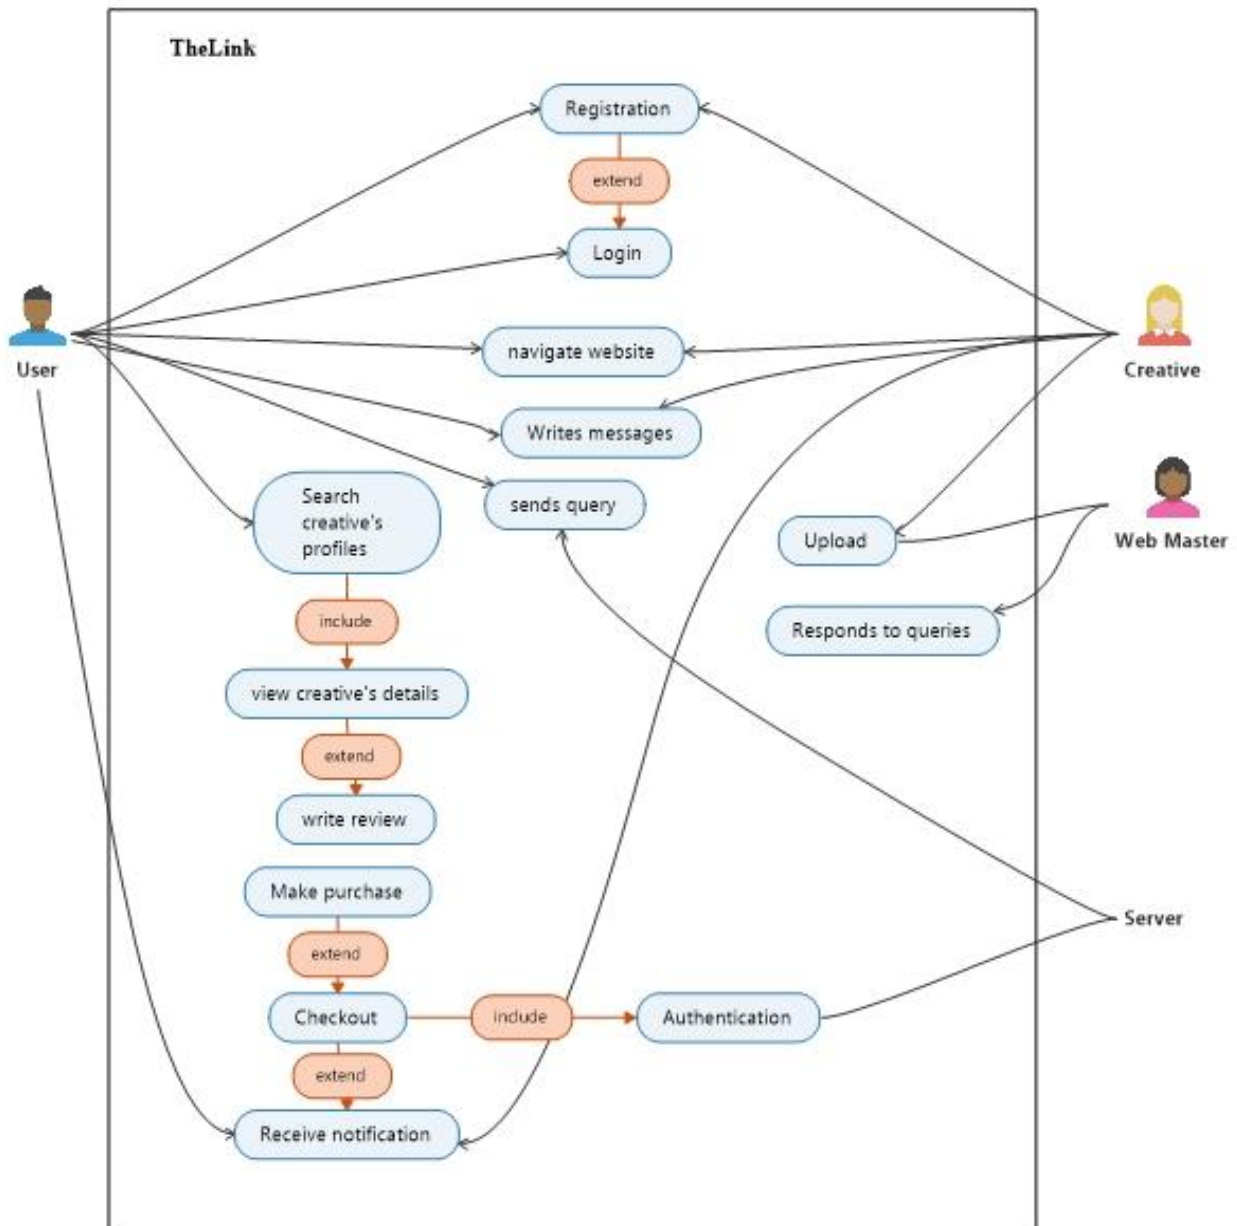 TheLink
Registration
extend
Login
User
navigate website
Creative
Writes messages
Search
creative's
profiles
sends query
Upload
Web Master
include
Responds to queries
view creative's details
extend
write review
Make purchase
extend
Server
Checkout
include
Authentication
extend
Receive notification